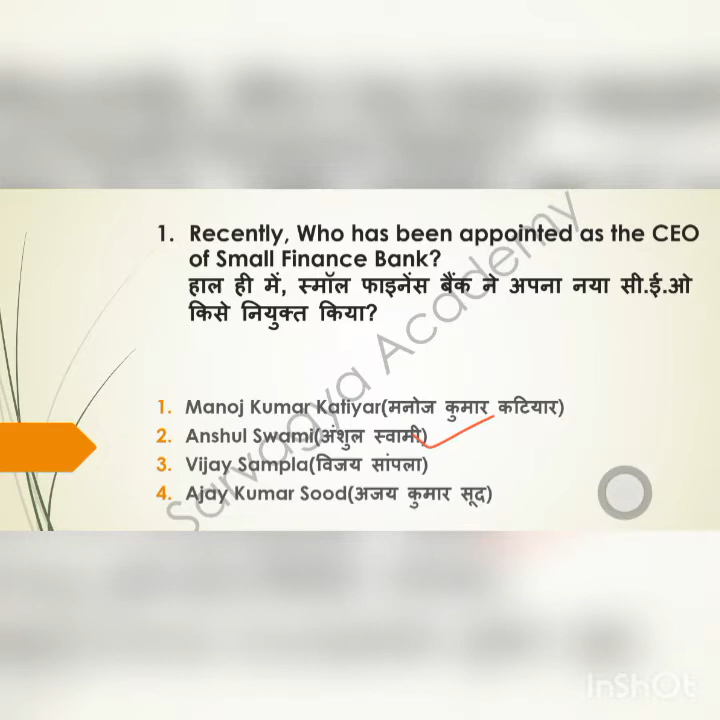 1. Recently, Who has been appointed as the CEO
of Small Finance Bank?
हाल ही में, स्मॉल फाइनेंस बैंक ने अपना नया सी.ई.ओ
किसे नियुक्त किया?
1. Manoj Kumar Katiyar(मनोज कुमार कटियार)
2. Anshul Swami(अंशुल स्वामी)
3. Vijay Sampla(विजय सांपला)
4. Ajay Kumar Sood(अजय कुमार सूद)
Sarvagya Academy
InShOt